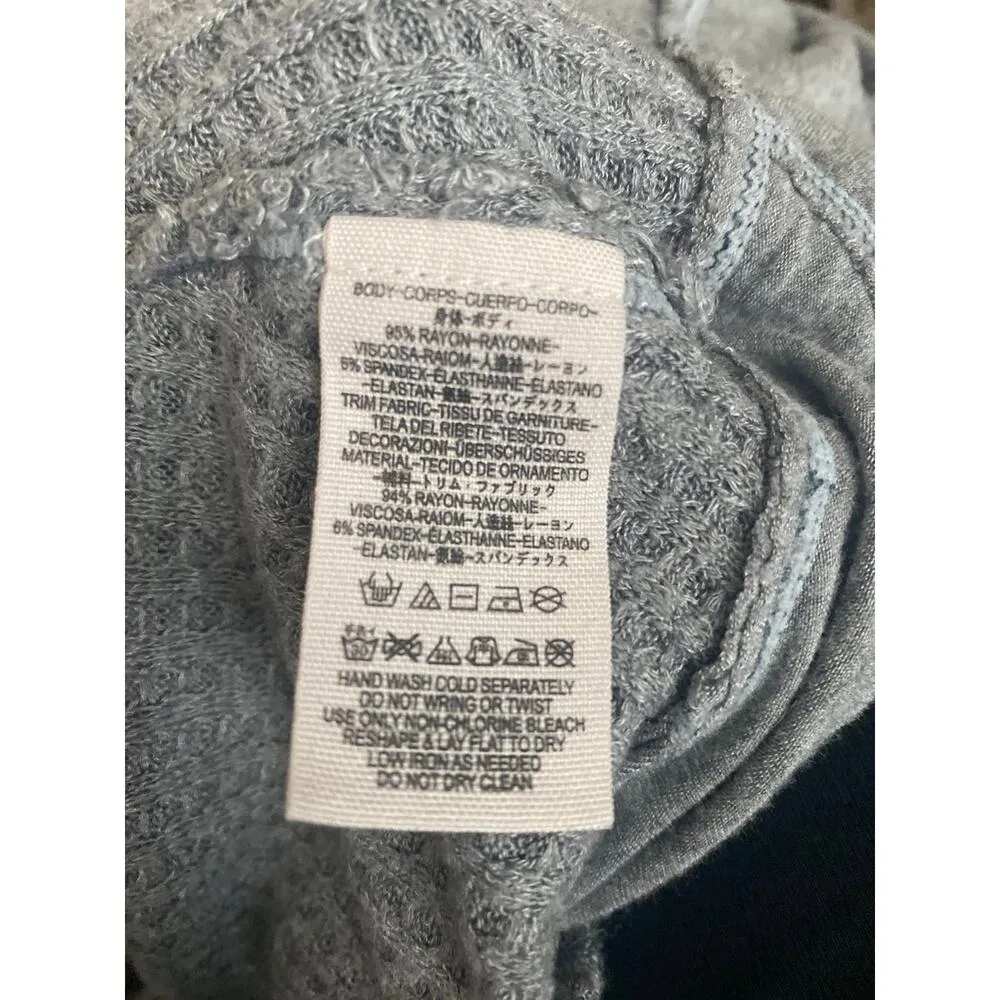 BODY-CORPS-CUERPO-CORPO-
身体-ボディ
95% RAYON-RAYONNE-
VISCOSA-RAIOM-人造絲-レーヨン
5% SPANDEX-ÉLASTHANNE-ELASTANO
-ELASTAN-氨綸-スパンデックス
TRIM FABRIC-TISSU DE GARNITURE-
TELA DEL RIBETE-TESSUTO
DECORAZIONI-ÜBERSCHÜSSIGES
MATERIAL-TECIDO DE ORNAMENTO
-輔料-トリム・ファブリック
94% RAYON-RAYONNE-
VISCOSA-RAIOM-人造絲-レーヨン
6% SPANDEX-ÉLASTHANNE-ELASTANO
-ELASTAN-氨綸-スパンデックス
30
HAND WASH COLD SEPARATELY
DO NOT WRING OR TWIST
USE ONLY NON-CHLORINE BLEACH
RESHAPE & LAY FLAT TO DRY
LOW IRON AS NEEDED
DO NOT DRY CLEAN